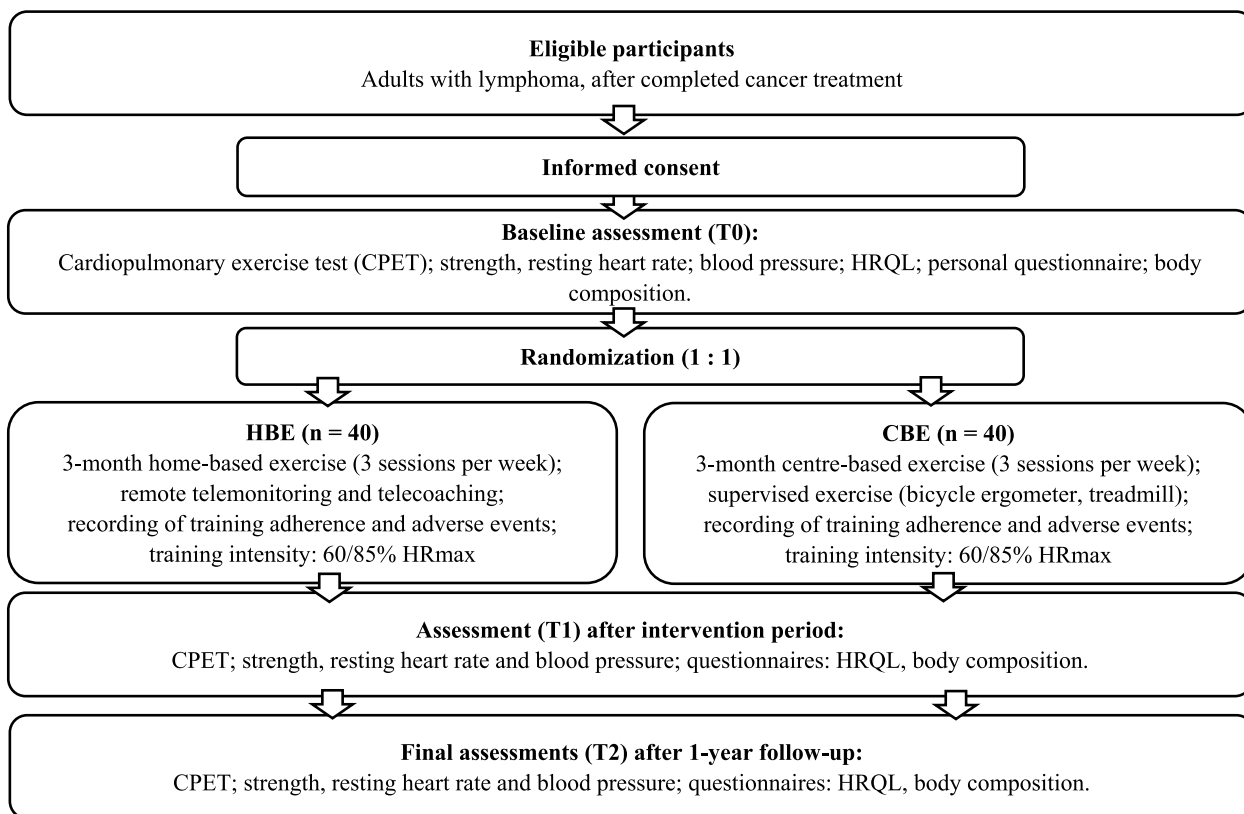 Eligible participants
Adults with lymphoma, after completed cancer treatment
Informed consent
Baseline assessment (T0):
Cardiopulmonary exercise test (CPET); strength, resting heart rate; blood pressure; HRQL; personal questionnaire; body
composition.
Randomization (1 : 1)
HBE (n = 40)
3-month home-based exercise (3 sessions per week);
remote telemonitoring and telecoaching;
recording of training adherence and adverse events;
training intensity: 60/85% HRmax
CBE (n = 40)
3-month centre-based exercise (3 sessions per week);
supervised exercise (bicycle ergometer, treadmill);
recording of training adherence and adverse events;
training intensity: 60/85% HRmax
Assessment (T1) after intervention period:
CPET; strength, resting heart rate and blood pressure; questionnaires: HRQL, body composition.
Final assessments (T2) after 1-year follow-up:
CPET; strength, resting heart rate and blood pressure; questionnaires: HRQL, body composition.